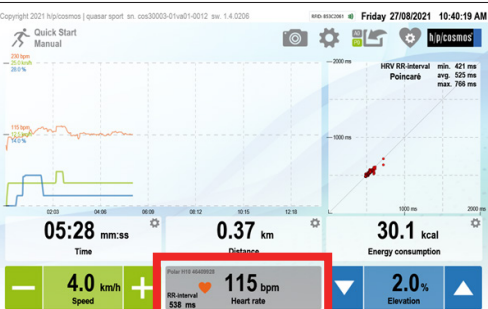 Copyright 2021 h/p/cosmos | quasar sport sn. cos30003-01va01-0012 sw. 1.4.0206
Friday 27/08/2021 10:40:19 AM
Quick Start
Manual
h/p/cosmos
230 bpm
25.0 km/h
28.0 %
115 bpm
14.0 %
02:03 04:06 06:09 08:12 10:15 12:18
2000 ms
HRV RR-interval
Poincaré
min. 421 ms
avg. 525 ms
max. 766 ms
1000 ms
1000 ms 2000 ms
05:28 mm:ss
Time
0.37 km
Distance
30.1 kcal
Energy consumption
4.0 km/h
Speed
RR-interval
538 ms
115 bpm
Heart rate
2.0 %
Elevation